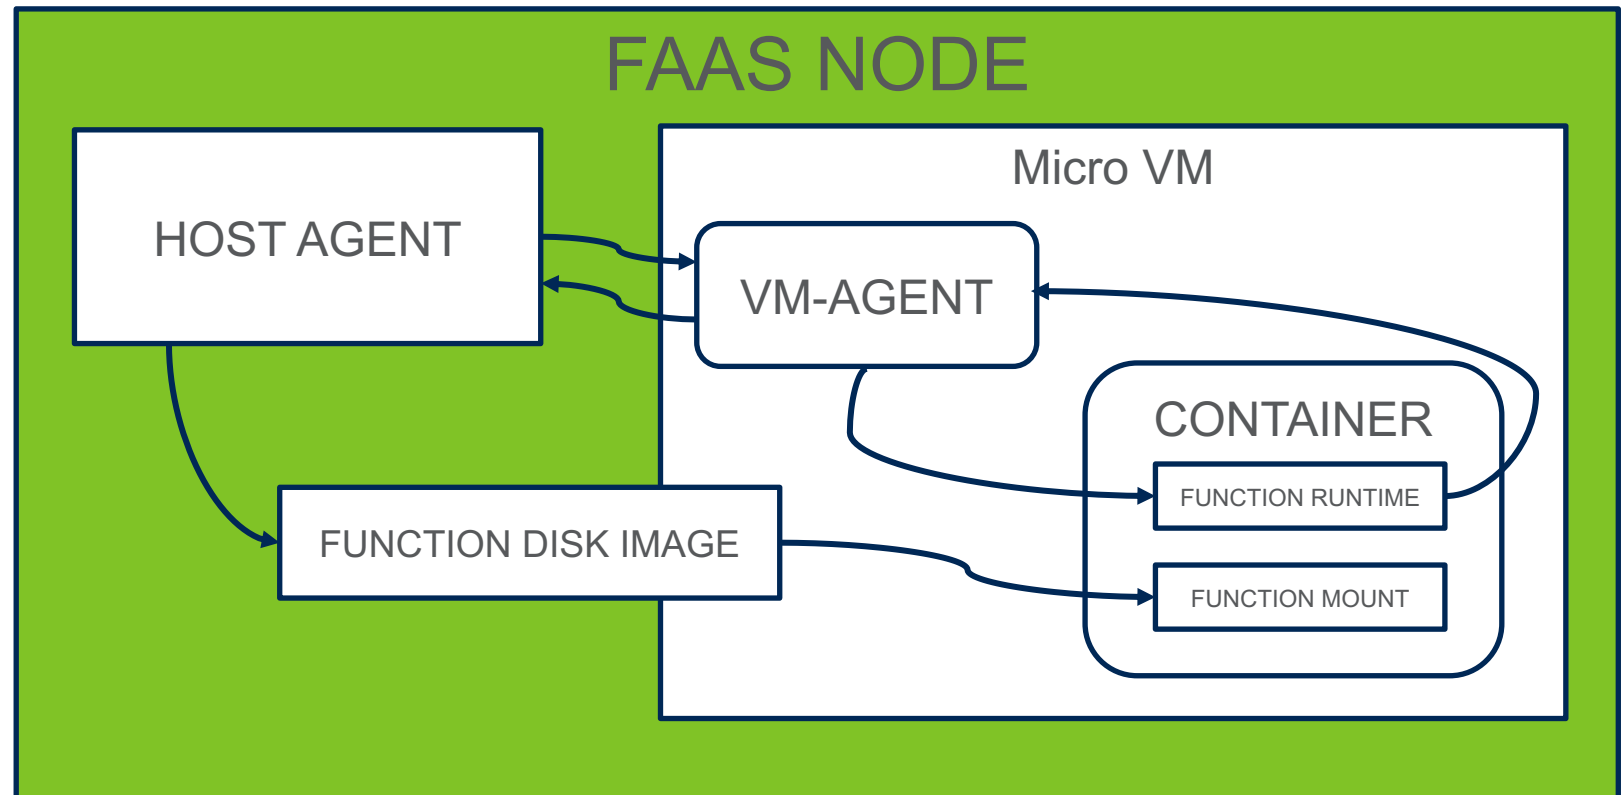 FAAS NODE
Micro VM
HOST AGENT
VM-AGENT
CONTAINER
FUNCTION RUNTIME
FUNCTION DISK IMAGE
FUNCTION MOUNT